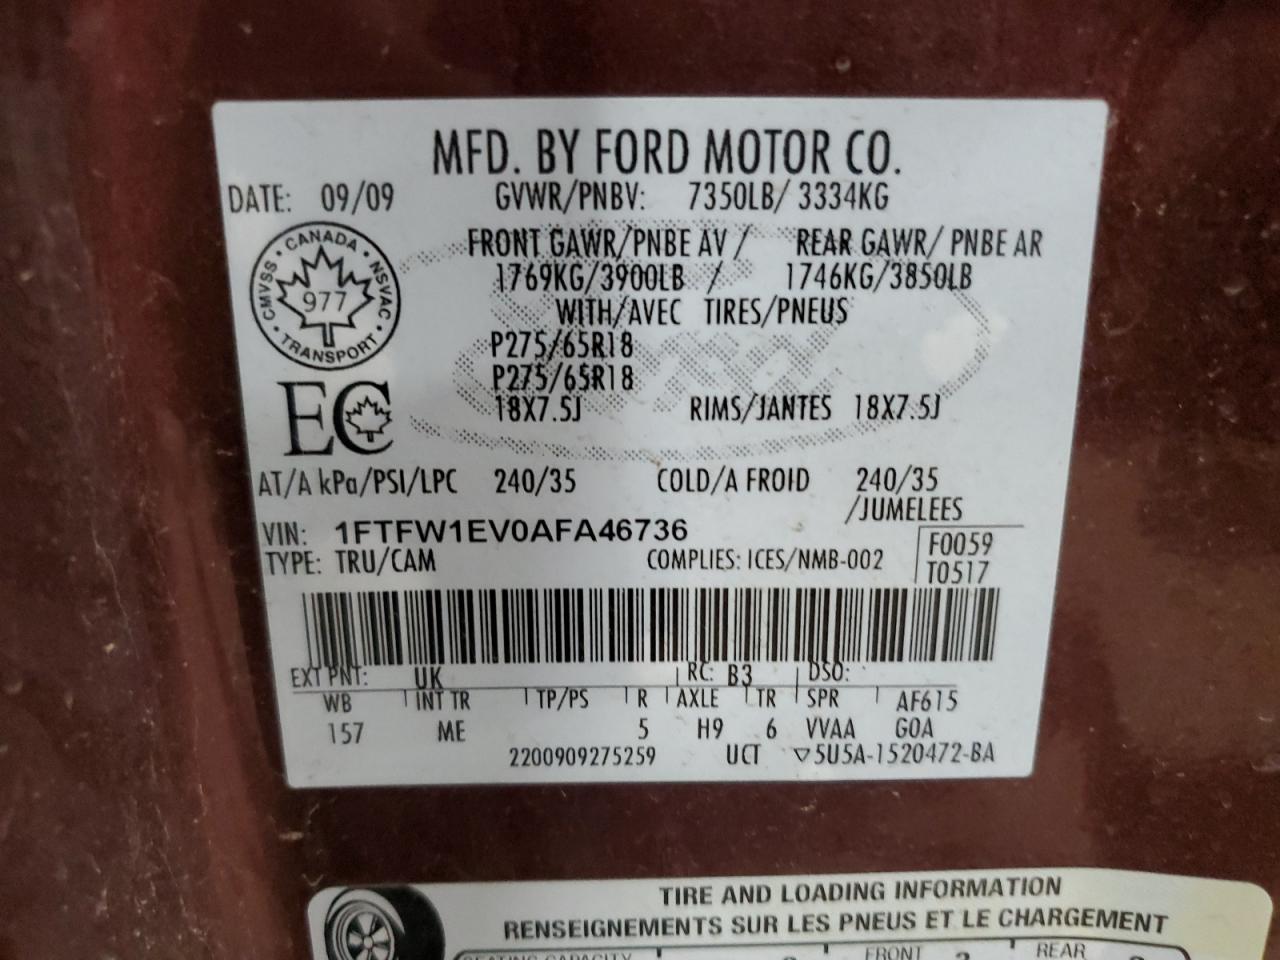 MFD. BY FORD MOTOR CO.
DATE: 09/09 GVWR/PNBV: 7350LB/ 3334KG
FRONT GAWR/PNBE AV / REAR GAWR/ PNBE AR
1769KG/3900LB / 1746KG/3850LB
WITH/AVEC TIRES/PNEUS
P275/65R18
P275/65R18
18X7.5J RIMS/JANTES 18X7.5J
CANADA
CMVSS 977 NSVAC
TRANSPORT
EC
AT/A kPa/PSI/LPC 240/35 COLD/A FROID 240/35
/JUMELEES
VIN: 1FTFW1EV0AFA46736
F0059
TYPE: TRU/CAM COMPLIES: ICES/NMB-002
T0517
EXT PNT: UK RC: B3 DSO:
WB INT TR TP/PS R AXLE TR SPR AF615
157 ME 5 H9 6 VVAA GOA
2200909275259 UCT ▽5U5A-1520472-BA
TIRE AND LOADING INFORMATION
RENSEIGNEMENTS SUR LES PNEUS ET LE CHARGEMENT
SEATING CAPACITY FRONT REAR